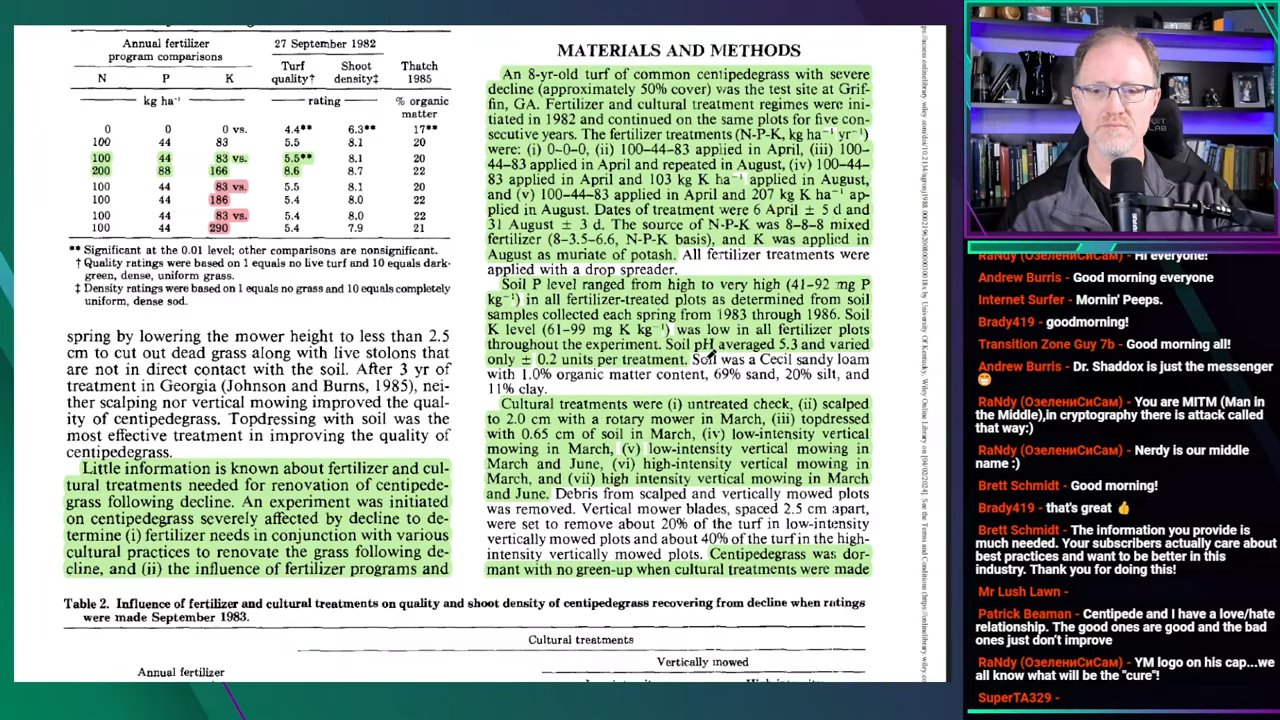 Annual fertilizer
program comparisons
27 September 1982
Turf
quality†
Shoot
density‡
Thatch
1985
N P K
kg ha⁻¹
rating
% organic
matter
0 0 0 vs. 4.4** 6.3** 17**
100 44 83 5.5 8.1 20
100 44 83 vs. 5.5** 8.1 20
200 88 166 8.6 8.7 22
100 44 83 vs. 5.5 8.1 20
100 44 186 5.4 8.0 22
100 44 83 vs. 5.4 8.0 22
100 44 290 5.4 7.9 21
** Significant at the 0.01 level; other comparisons are nonsignificant.
† Quality ratings were based on 1 equals no live turf and 10 equals dark-
green, dense, uniform grass.
‡ Density ratings were based on 1 equals no grass and 10 equals completely
uniform, dense sod.
spring by lowering the mower height to less than 2.5
cm to cut out dead grass along with live stolons that
are not in direct contact with the soil. After 3 yr of
treatment in Georgia (Johnson and Burns, 1985), nei-
ther scalping nor vertical mowing improved the qual-
ity of centipedegrass. Topdressing with soil was the
most effective treatment in improving the quality of
centipedegrass.
Little information is known about fertilizer and cul-
tural treatments needed for renovation of centipede-
grass following decline. An experiment was initiated
on centipedegrass severely affected by decline to de-
termine (i) fertilizer needs in conjunction with various
cultural practices to renovate the grass following de-
cline, and (ii) the influence of fertilizer programs and
MATERIALS AND METHODS
An 8-yr-old turf of common centipedegrass with severe
decline (approximately 50% cover) was the test site at Grif-
fin, GA. Fertilizer and cultural treatment regimes were ini-
tiated in 1982 and continued on the same plots for five con-
secutive years. The fertilizer treatments (N-P-K, kg ha⁻¹ yr⁻¹)
were: (i) 0-0-0, (ii) 100-44-83 applied in April, (iii) 100-
44-83 applied in April and repeated in August, (iv) 100-44-
83 applied in April and 103 kg K ha⁻¹ applied in August,
and (v) 100-44-83 applied in April and 207 kg K ha⁻¹ ap-
plied in August. Dates of treatment were 6 April ± 5 d and
31 August ± 3 d. The source of N-P-K was 8-8-8 mixed
fertilizer (8-3.5-6.6, N-P-K basis), and K was applied in
August as muriate of potash. All fertilizer treatments were
applied with a drop spreader.
Soil P level ranged from high to very high (41-92 mg P
kg⁻¹) in all fertilizer-treated plots as determined from soil
samples collected each spring from 1983 through 1986. Soil
K level (61-99 mg K kg⁻¹) was low in all fertilizer plots
throughout the experiment. Soil pH averaged 5.3 and varied
only ± 0.2 units per treatment. Soil was a Cecil sandy loam
with 1.0% organic matter content, 69% sand, 20% silt, and
11% clay.
Cultural treatments were (i) untreated check, (ii) scalped
2.0 cm with a rotary mower in March, (iii) topdressed
with 0.65 cm of soil in March, (iv) low-intensity vertical
mowing in March, (v) low-intensity vertical mowing in
March and June, (vi) high-intensity vertical mowing in
March, and (vii) high intensity vertical mowing in March
and June. Debris from scalped and vertically mowed plots
was removed. Vertical mower blades, spaced 2.5 cm apart,
were set to remove about 20% of the turf in low-intensity
vertically mowed plots and about 40% of the turf in the high-
intensity vertically mowed plots. Centipedegrass was dor-
mant with no green-up when cultural treatments were made
Table 2. Influence of fertilizer and cultural treatments on quality and shoot density of centipedegrass recovering from decline when ratings
were made September 1983.
Cultural treatments
Vertically mowed
Annual fertilizer
RaNdy (ОзелениСиСам) - Hi everyone!
Andrew Burris - Good morning everyone
Internet Surfer - Mornin' Peeps.
Brady419 - goodmorning!
Transition Zone Guy 7b - Good morning all!
Andrew Burris - Dr. Shaddox is just the messenger
😁
RaNdy (ОзелениСиСам) - You are MITM (Man in
the Middle),in cryptography there is attack called
that way:)
RaNdy (ОзелениСиСам) - Nerdy is our middle
name :)
Brett Schmidt - Good morning!
Brady419 - that's great 👍
Brett Schmidt - The information you provide is
much needed. Your subscribers actually care about
best practices and want to be better in this
industry. Thank you for doing this!
Mr Lush Lawn -
Patrick Beaman - Centipede and I have a love/hate
relationship. The good ones are good and the bad
ones just don't improve
RaNdy (ОзелениСиСам) - YM logo on his cap...we
all know what will be the "cure"!
SuperTA329 -